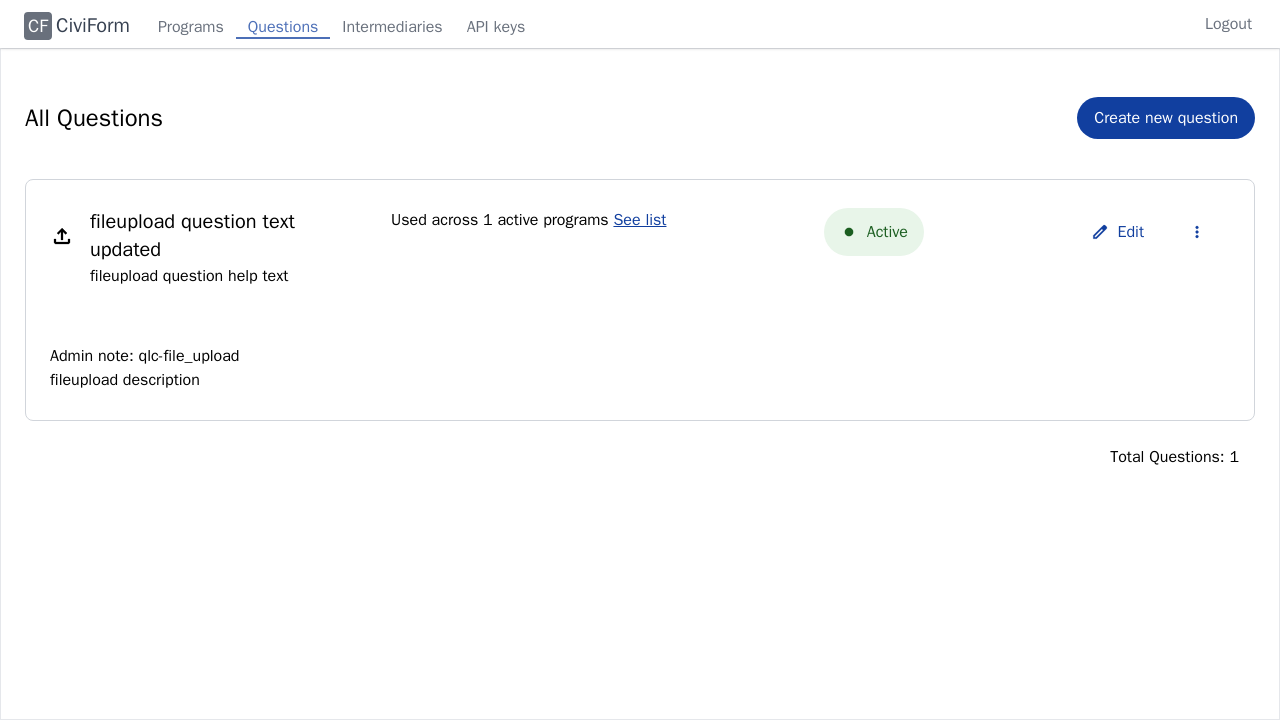 CF CiviForm Programs Questions Intermediaries API keys Logout
All Questions
Create new question
fileupload question text
updated
fileupload question help text
Used across 1 active programs See list
Active
Edit
Admin note: qlc-file_upload
fileupload description
Total Questions: 1